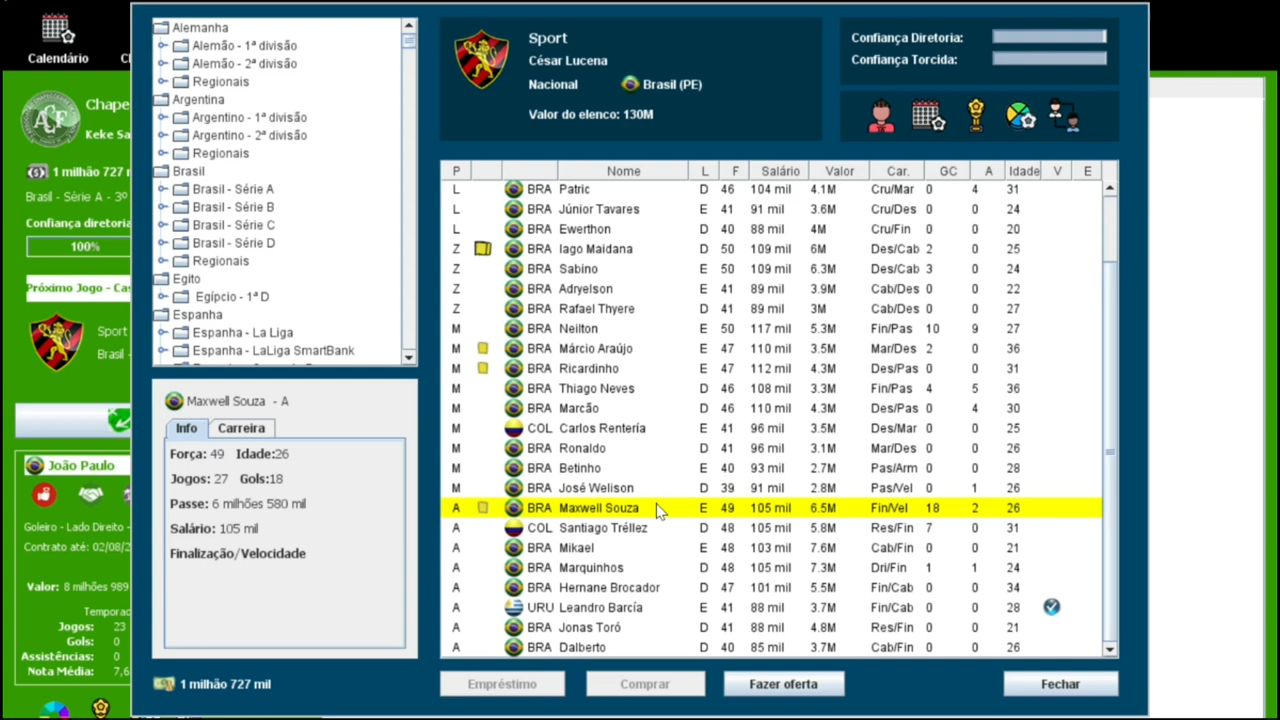 Calendário
Chape
Keke Sa
1 milhão 727 m
Brasil - Série A - 3º
Confiança diretoria
100%
Próximo Jogo - Cas
Sport
Brasil -
João Paulo
Goleiro - Lado Direito -
Contrato até: 02/08/2
Valor: 8 milhões 989
Temporad
Jogos: 23
Gols: 0
Assistências: 0
Nota Média: 7,6
Alemanha
Alemão - 1ª divisão
Alemão - 2ª divisão
Regionais
Argentina
Argentino - 1ª divisão
Argentino - 2ª divisão
Regionais
Brasil
Brasil - Série A
Brasil - Série B
Brasil - Série C
Brasil - Série D
Regionais
Egito
Egípcio - 1ª D
Espanha
Espanha - La Liga
Espanha - LaLiga SmartBank
Maxwell Souza - A
Info Carreira
Força: 49 Idade:26
Jogos: 27 Gols:18
Passe: 6 milhões 580 mil
Salário: 105 mil
Finalização/Velocidade
1 milhão 727 mil
Sport
César Lucena
Nacional Brasil (PE)
Valor do elenco: 130M
Confiança Diretoria:
Confiança Torcida:
P Nome L F Salário Valor Car. GC A Idade V E
L BRA Patric D 46 104 mil 4.1M Cru/Mar 0 4 31
L BRA Júnior Tavares E 41 91 mil 3.6M Cru/Des 0 0 24
L BRA Ewerthon D 40 88 mil 4M Cru/Fin 0 0 20
Z BRA Iago Maidana D 50 109 mil 6M Des/Cab 2 0 25
Z BRA Sabino E 50 109 mil 6.3M Des/Cab 3 0 24
Z BRA Adryelson E 41 89 mil 3.9M Cab/Des 0 0 22
Z BRA Rafael Thyere D 41 89 mil 3M Cab/Des 0 0 27
M BRA Neilton E 50 117 mil 5.3M Fin/Pas 10 9 27
M BRA Márcio Araújo E 47 110 mil 3.5M Mar/Des 2 0 36
M BRA Ricardinho E 47 112 mil 4.3M Des/Pas 0 0 31
M BRA Thiago Neves D 46 108 mil 3.3M Fin/Pas 4 5 36
M BRA Marcão D 46 110 mil 4.3M Des/Pas 0 4 30
M COL Carlos Rentería E 41 96 mil 3.5M Des/Mar 0 0 25
M BRA Ronaldo D 41 96 mil 3.1M Mar/Des 0 0 26
M BRA Betinho E 40 93 mil 2.7M Pas/Arm 0 0 28
M BRA José Welison D 39 91 mil 2.8M Pas/Vel 0 1 26
A BRA Maxwell Souza E 49 105 mil 6.5M Fin/Vel 18 2 26
A COL Santiago Tréllez D 48 105 mil 5.8M Res/Fin 7 0 31
A BRA Mikael E 48 103 mil 7.6M Cab/Fin 0 0 21
A BRA Marquinhos D 48 105 mil 7.3M Dri/Fin 1 1 24
A BRA Hernane Brocador D 47 101 mil 5.5M Fin/Cab 0 0 34
A URU Leandro Barcía E 41 88 mil 3.7M Fin/Cab 0 0 28
A BRA Jonas Toró D 41 88 mil 4.8M Res/Fin 0 0 21
A BRA Dalberto D 40 85 mil 3.7M Cab/Fin 0 0 26
Empréstimo Comprar Fazer oferta Fechar